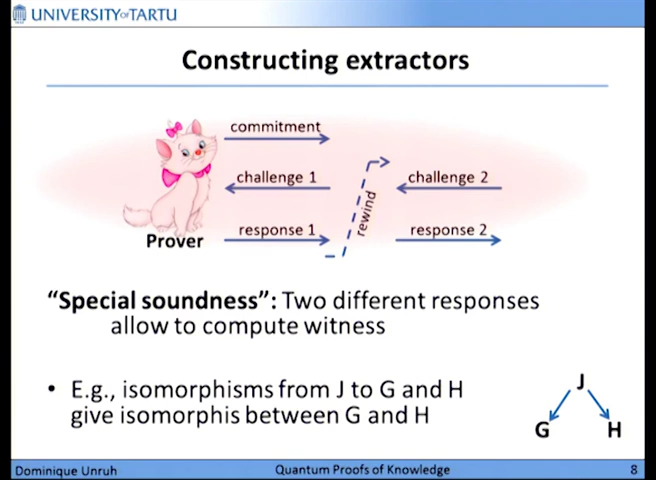 UNIVERSITY OF TARTU
Constructing extractors
commitment
challenge 1
challenge 2
rewind
response 1
response 2
Prover
“Special soundness”: Two different responses
allow to compute witness
• E.g., isomorphisms from J to G and H
give isomorphis between G and H
J
G
H
Dominique Unruh
Quantum Proofs of Knowledge
8